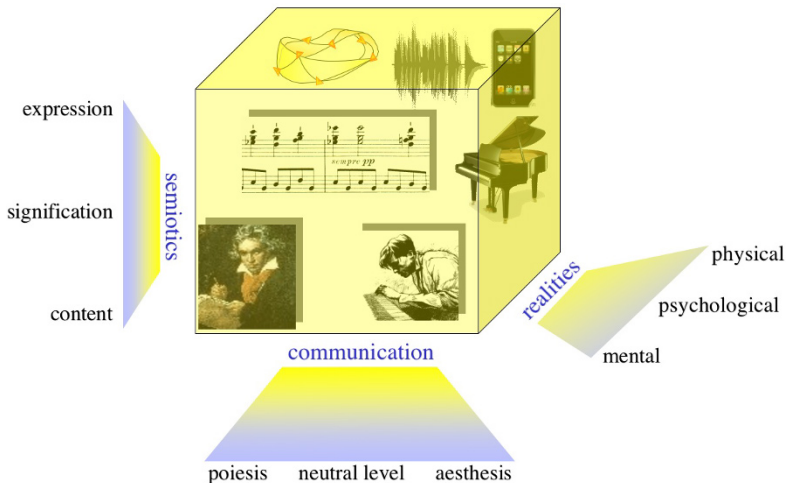 expression
signification
content
semiotics
sempre pp
communication
poiesis neutral level aesthesis
realities
physical
psychological
mental